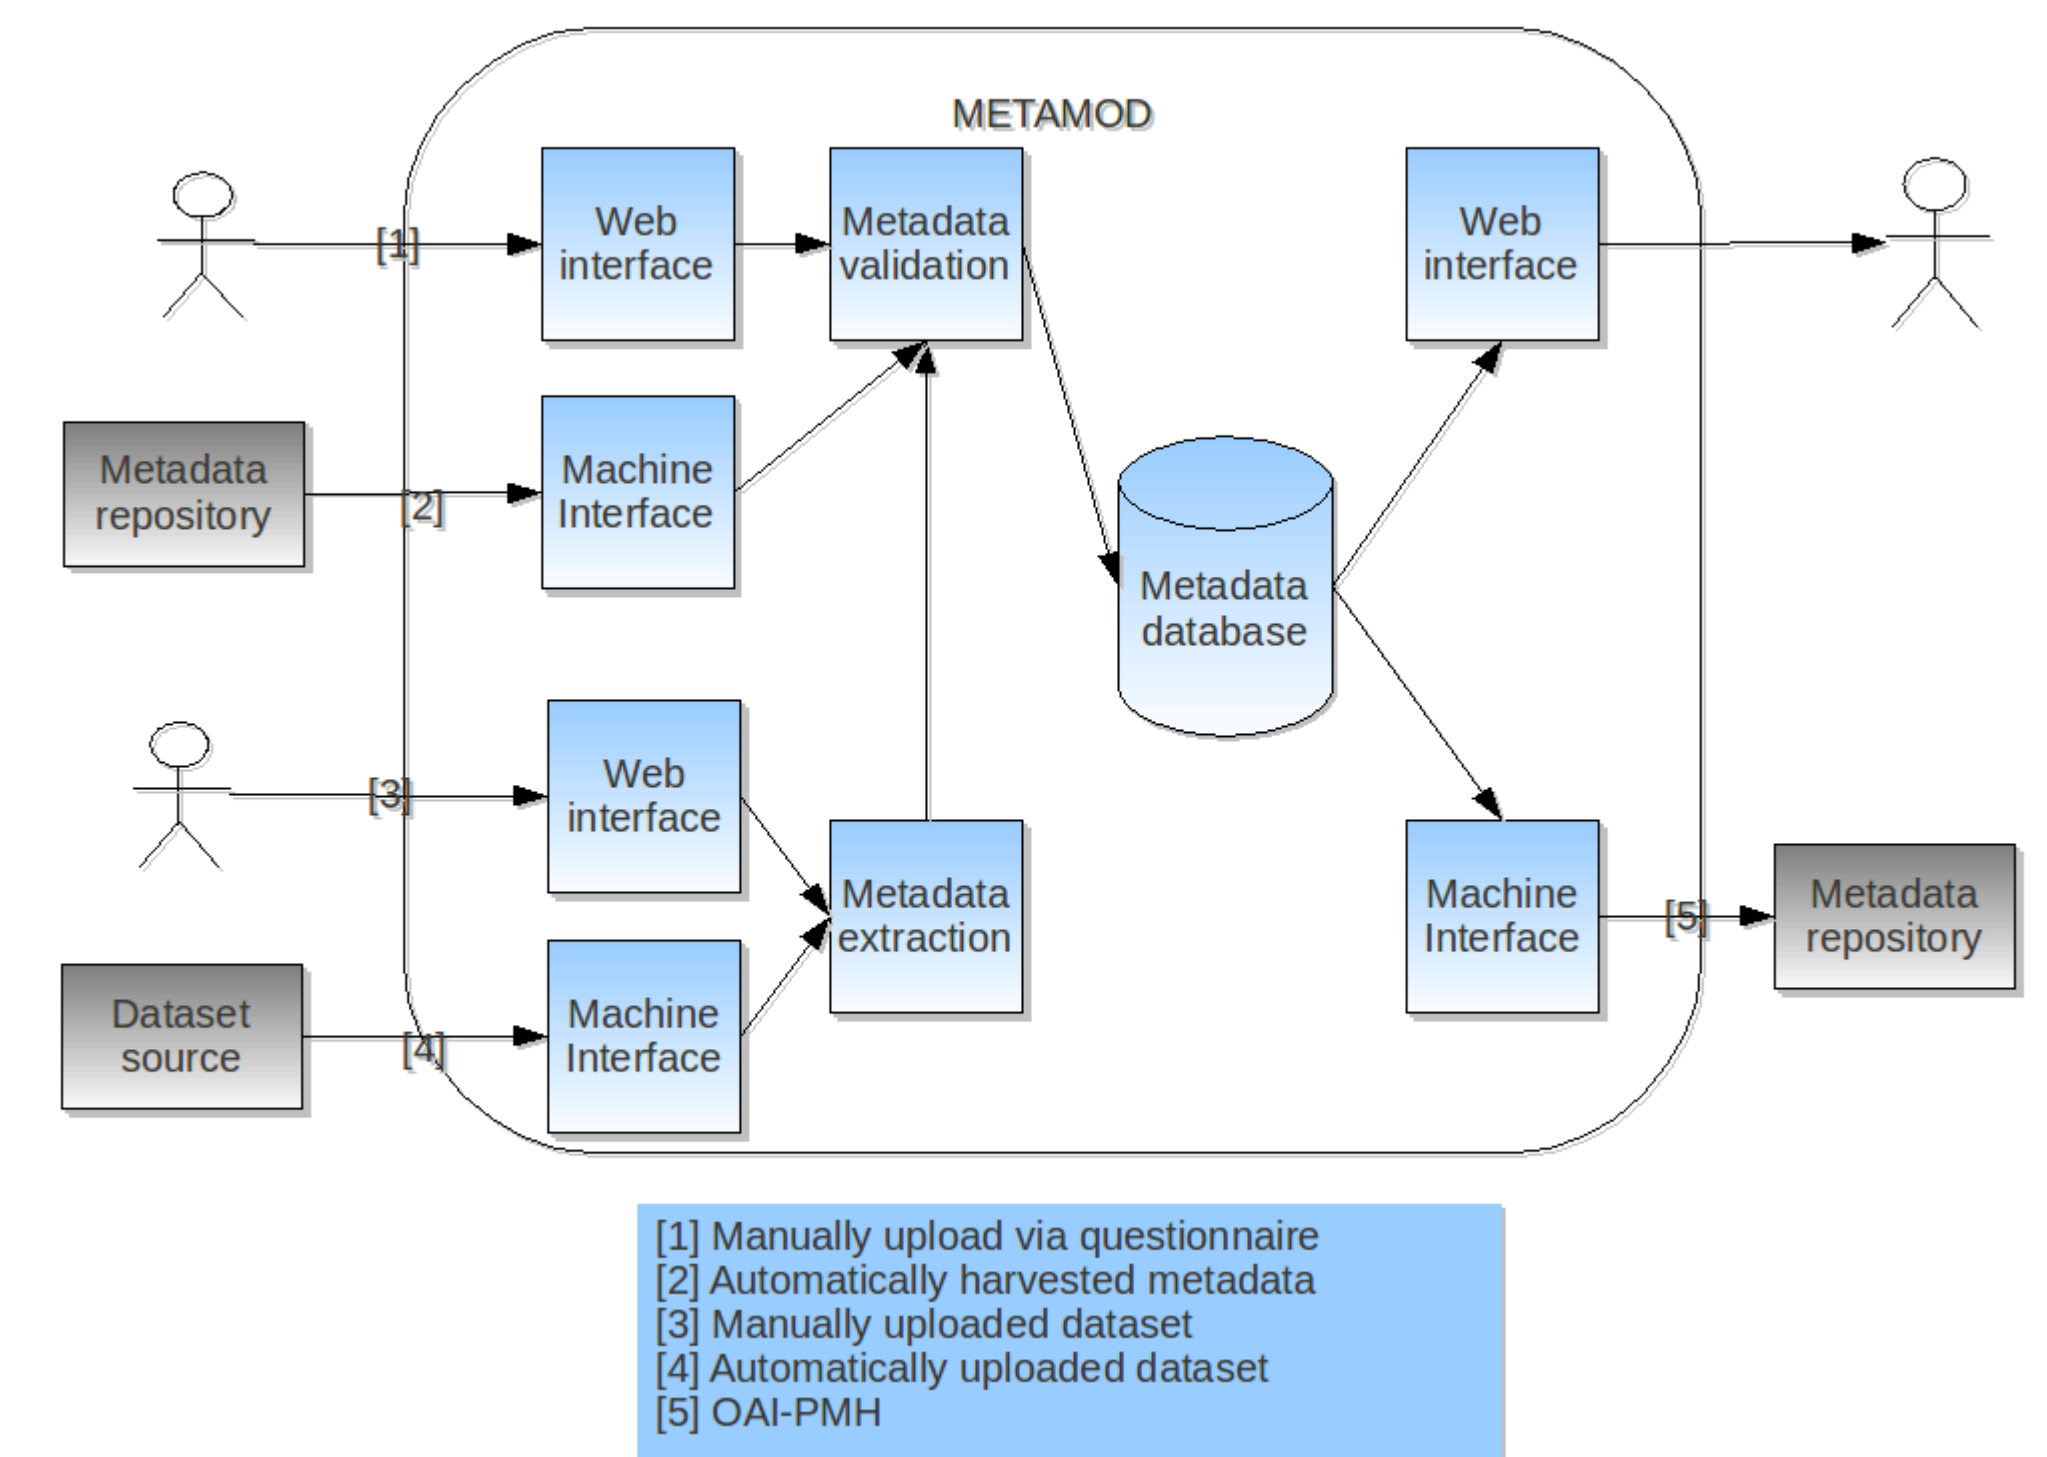 METAMOD
[1]
Web
interface
Metadata
validation
Web
interface
Metadata
repository
[2]
Machine
Interface
Metadata
database
[3]
Web
interface
Metadata
extraction
Machine
Interface
[5]
Metadata
repository
Dataset
source
[4]
Machine
Interface
[1] Manually upload via questionnaire
[2] Automatically harvested metadata
[3] Manually uploaded dataset
[4] Automatically uploaded dataset
[5] OAI-PMH